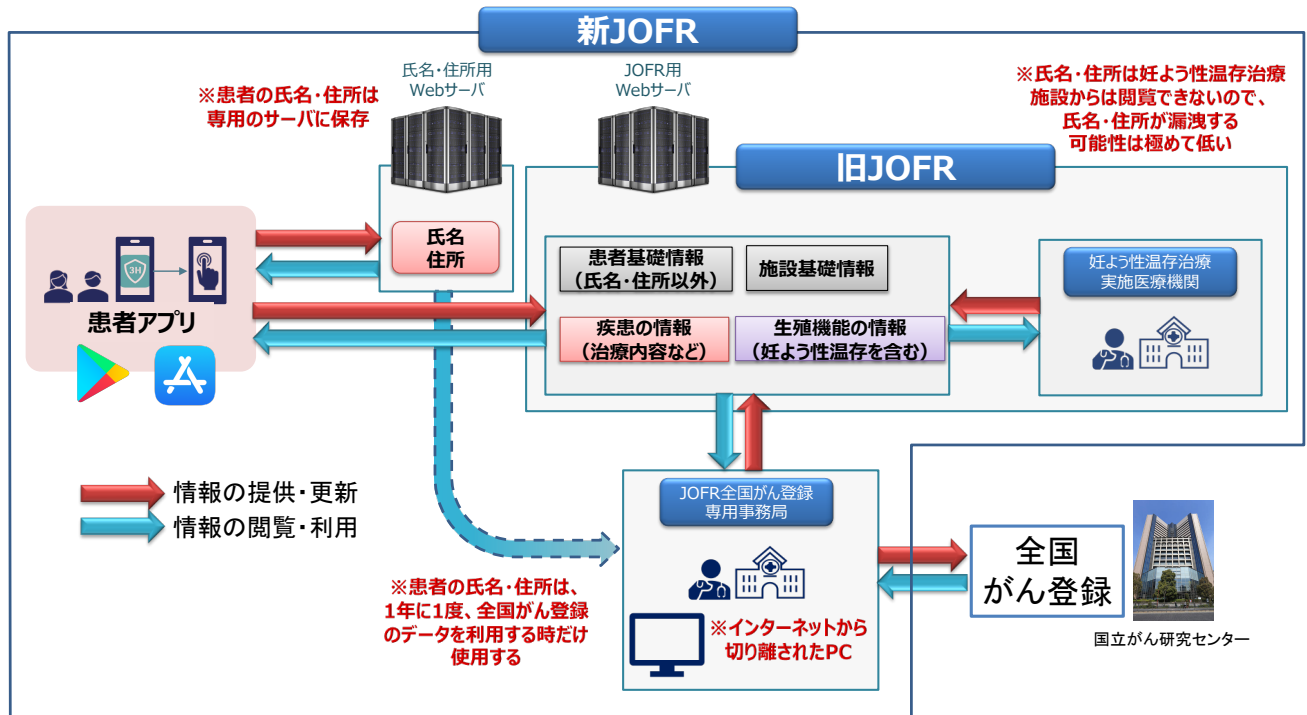 新JOFR
氏名・住所用
Webサーバ
JOFR用
Webサーバ
※患者の氏名・住所は
専用のサーバに保存
※氏名・住所は妊よう性温存治療
施設からは閲覧できないので、
氏名・住所が漏洩する
可能性は極めて低い
旧JOFR
3H
患者アプリ
氏名
住所
患者基礎情報
（氏名・住所以外）
施設基礎情報
疾患の情報
（治療内容など）
生殖機能の情報
（妊よう性温存を含む）
妊よう性温存治療
実施医療機関
情報の提供・更新
情報の閲覧・利用
JOFR全国がん登録
専用事務局
※患者の氏名・住所は、
1年に1度、全国がん登録
のデータを利用する時だけ
使用する
※インターネットから
切り離されたPC
全国
がん登録
国立がん研究センター